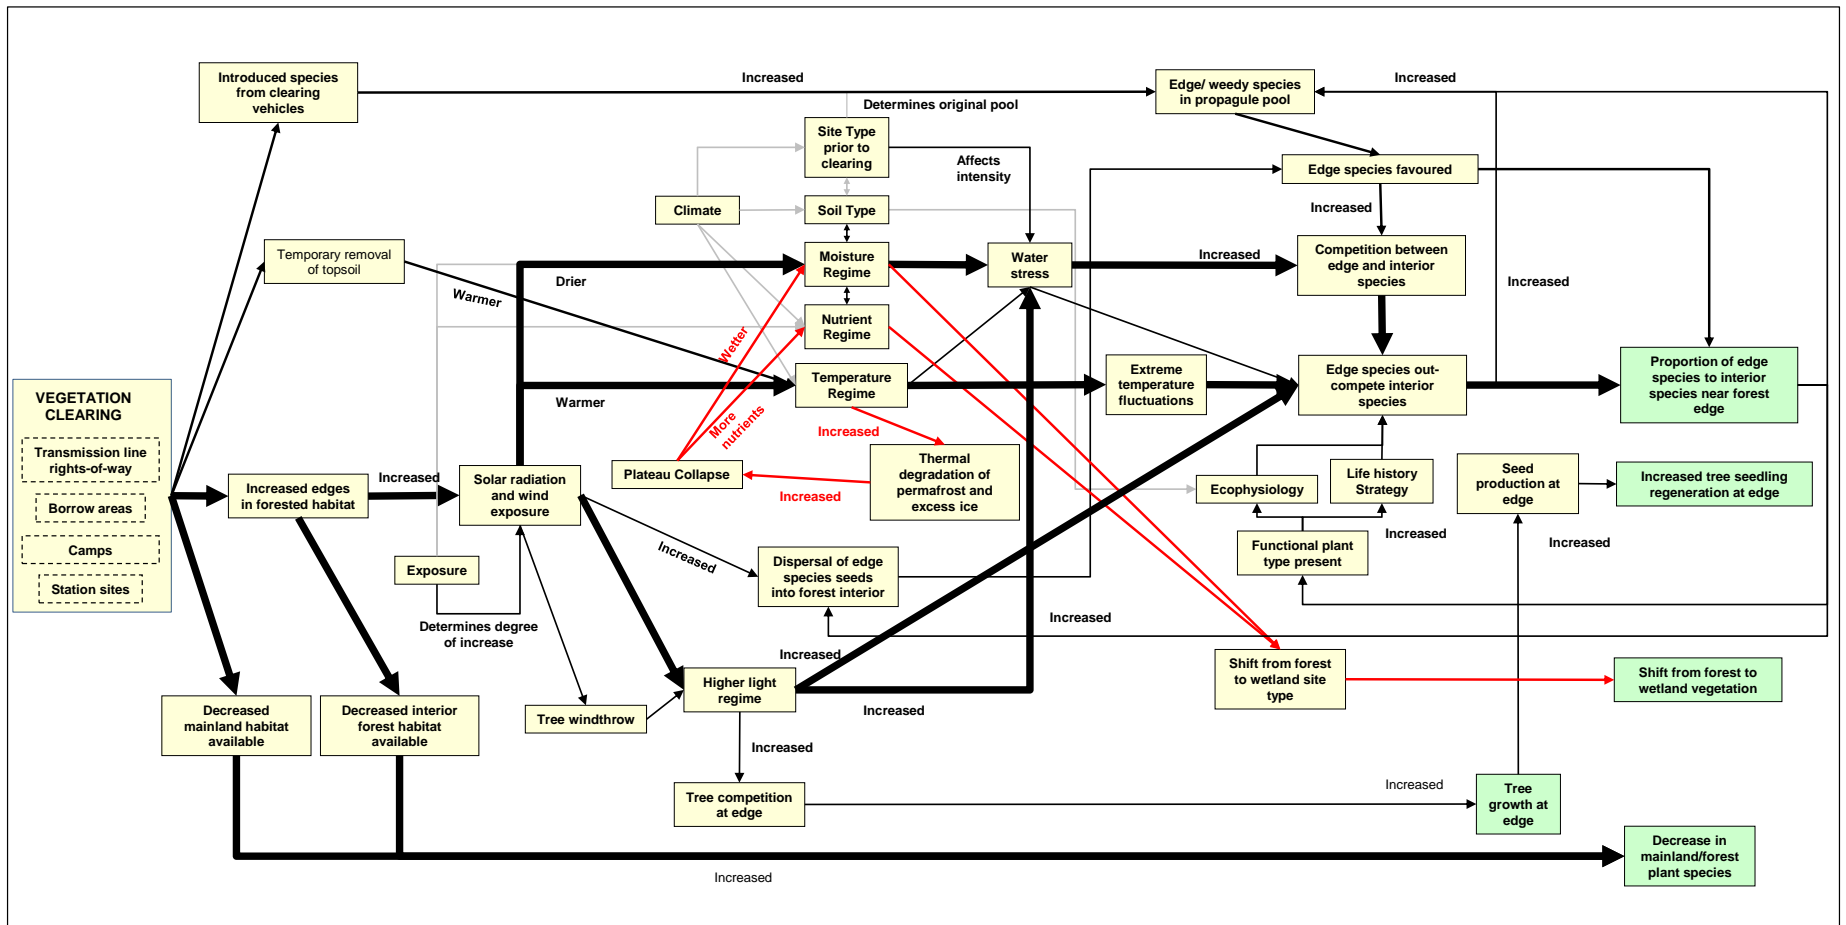 Introduced species
from clearing
vehicles
Increased
Edge/ weedy species
in propagule pool
Increased
Determines original pool
Site Type
prior to
clearing
Affects
intensity
Edge species favoured
Climate
Soil Type
Increased
Temporary removal
of topsoil
Moisture
Regime
Water
stress
Increased
Competition between
edge and interior
species
Drier
Warmer
Increased
Nutrient
Regime
Wetter
Temperature
Regime
Extreme
temperature
fluctuations
Edge species out-
compete interior
species
Proportion of edge
species to interior
species near forest
edge
Warmer
More
nutrients
Increased
VEGETATION
CLEARING
Transmission line
rights-of-way
Borrow areas
Camps
Station sites
Increased edges
in forested habitat
Increased
Solar radiation
and wind
exposure
Plateau Collapse
Increased
Thermal
degradation of
permafrost and
excess ice
Ecophysiology
Life history
Strategy
Seed
production at
edge
Increased tree seedling
regeneration at edge
Increased
Increased
Functional plant
type present
Increased
Exposure
Dispersal of edge
species seeds
into forest interior
Determines degree
of increase
Increased
Increased
Shift from forest
to wetland site
type
Shift from forest to
wetland vegetation
Higher light
regime
Increased
Decreased
mainland habitat
available
Decreased interior
forest habitat
available
Tree windthrow
Increased
Tree competition
at edge
Increased
Tree
growth at
edge
Decrease in
mainland/forest
plant species
Increased